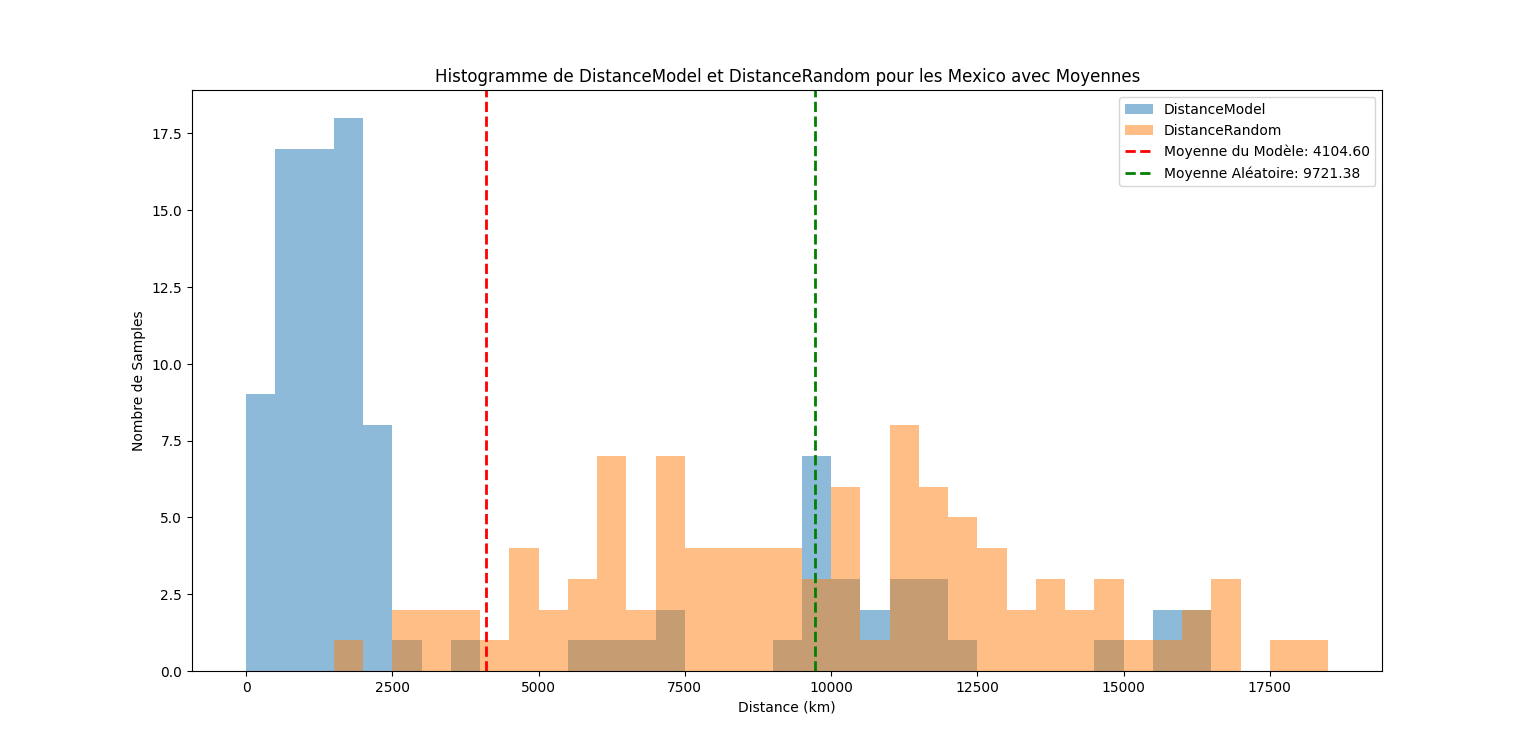 Histogramme de DistanceModel et DistanceRandom pour les Mexico avec Moyennes
DistanceModel
DistanceRandom
Moyenne du Modèle: 4104.60
Moyenne Aléatoire: 9721.38
Nombre de Samples
17.5
15.0
12.5
10.0
7.5
5.0
2.5
0.0
0 2500 5000 7500 10000 12500 15000 17500
Distance (km)